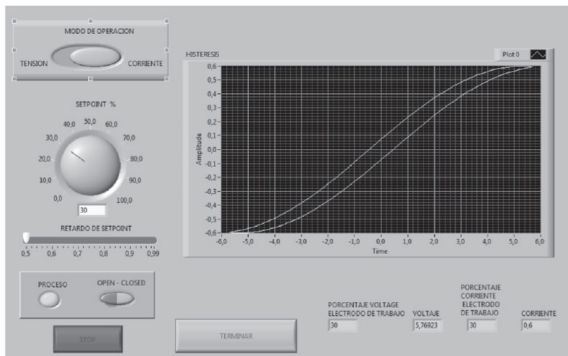 MODO DE OPERACION
TENSION
CORRIENTE
SETPOINT %
0,0
10,0
20,0
30,0
40,0
50,0
60,0
70,0
80,0
90,0
100,0
30
RETARDO DE SETPOINT
0,5 0,6 0,7 0,8 0,9 0,99
PROCESO
OPEN - CLOSED
STOP
HISTERESIS
Plot 0
Amplitude
0,6
0,5
0,4
0,3
0,2
0,1
0,0
-0,1
-0,2
-0,3
-0,4
-0,5
-0,6
-6,0 -5,0 -4,0 -3,0 -2,0 -1,0 0,0 1,0 2,0 3,0 4,0 5,0 6,0
Time
TERMINAR
PORCENTAJE VOLTAGE
ELECTRODO DE TRABAJO
30
VOLTAJE
5,76923
PORCENTAJE
CORRIENTE
ELECTRODO
DE TRABAJO
30
CORRIENTE
0,6